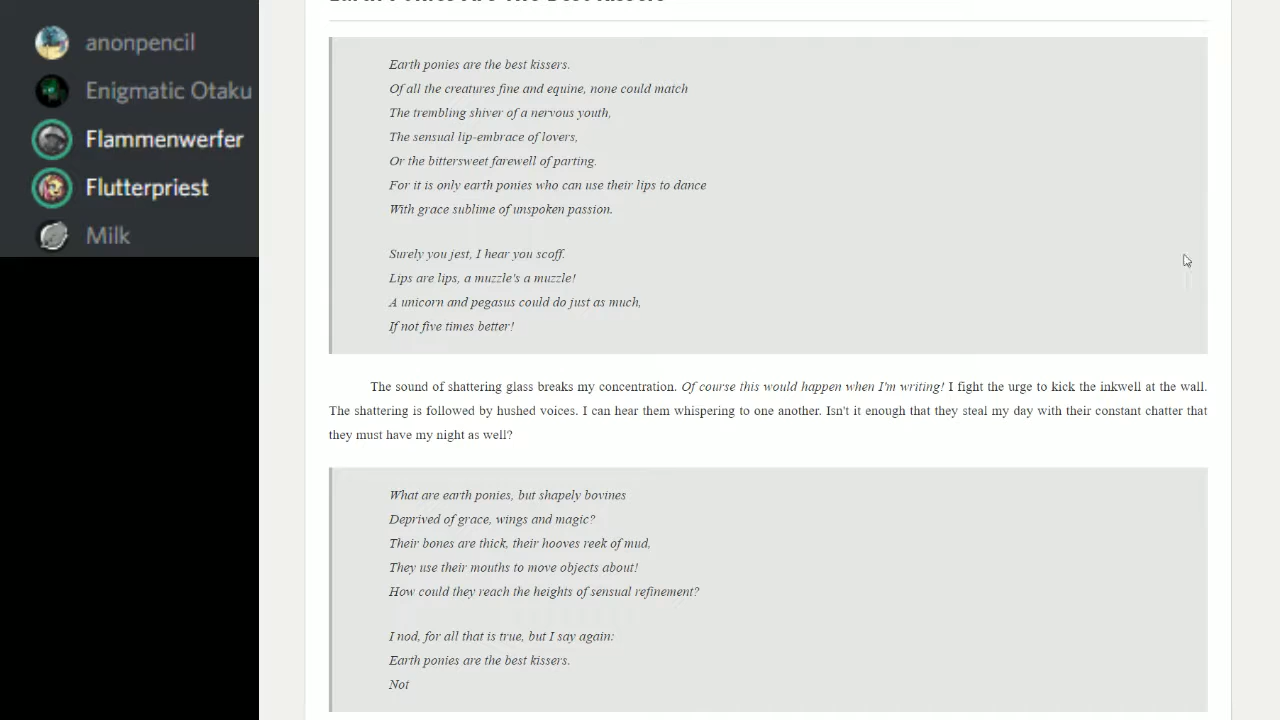 anonpencil
Enigmatic Otaku
Flammenwerfer
Flutterpriest
Milk
Earth Ponies Are The Best Kissers
Earth ponies are the best kissers.
Of all the creatures fine and equine, none could match
The trembling shiver of a nervous youth,
The sensual lip-embrace of lovers,
Or the bittersweet farewell of parting.
For it is only earth ponies who can use their lips to dance
With grace sublime of unspoken passion.
Surely you jest, I hear you scoff.
Lips are lips, a muzzle's a muzzle!
A unicorn and pegasus could do just as much,
If not five times better!
The sound of shattering glass breaks my concentration. Of course this would happen when I'm writing! I fight the urge to kick the inkwell at the wall.
The shattering is followed by hushed voices. I can hear them whispering to one another. Isn't it enough that they steal my day with their constant chatter that
they must have my night as well?
What are earth ponies, but shapely bovines
Deprived of grace, wings and magic?
Their bones are thick, their hooves reek of mud,
They use their mouths to move objects about!
How could they reach the heights of sensual refinement?
I nod, for all that is true, but I say again:
Earth ponies are the best kissers.
Not